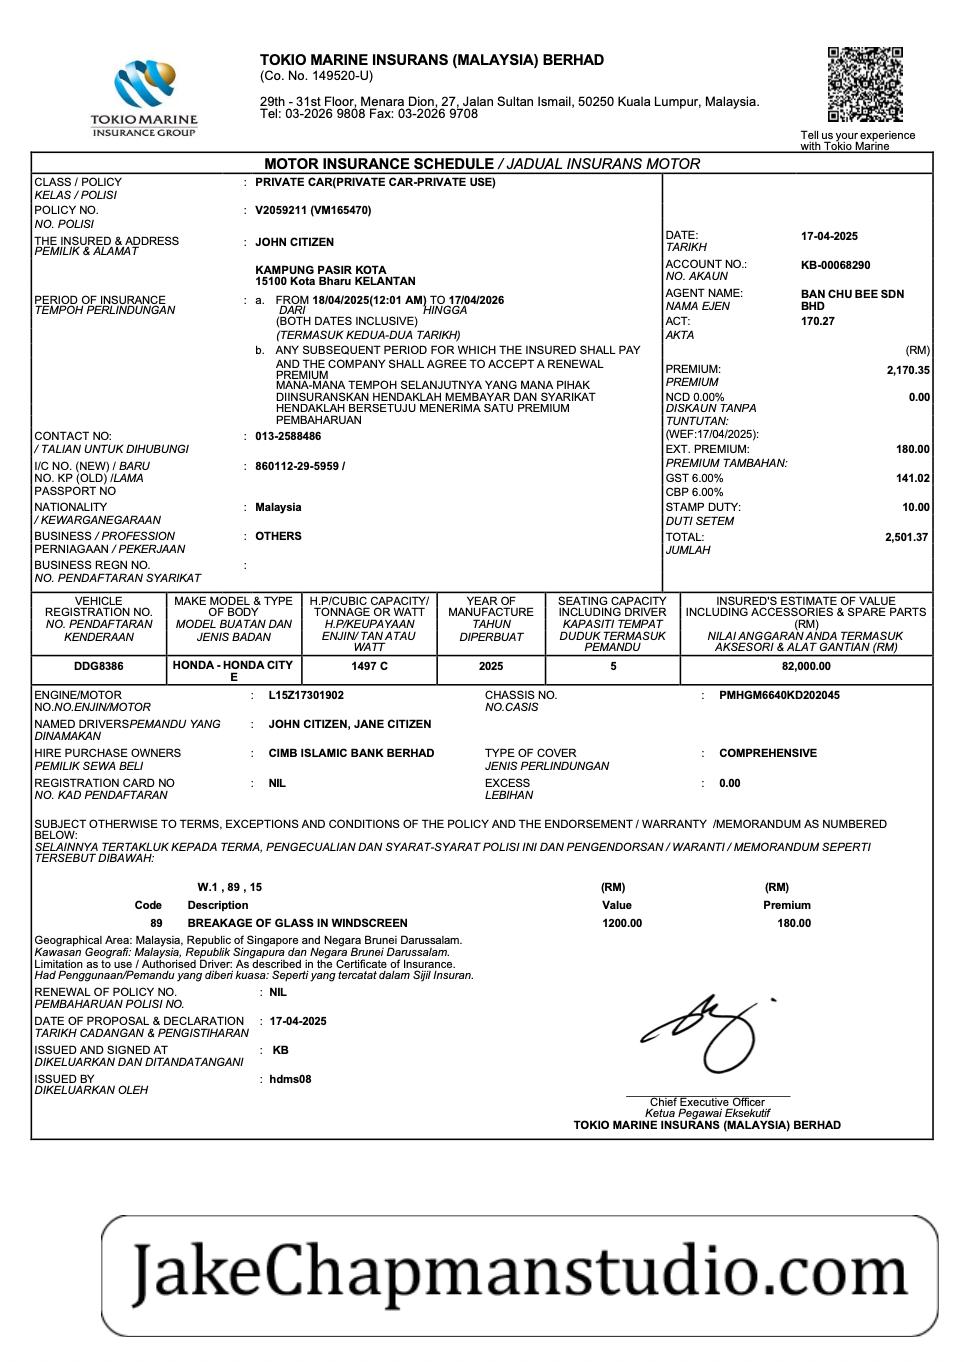 TOKIO MARINE
INSURANCE GROUP
TOKIO MARINE INSURANS (MALAYSIA) BERHAD
(Co. No. 149520-U)
29th - 31st Floor, Menara Dion, 27, Jalan Sultan Ismail, 50250 Kuala Lumpur, Malaysia.
Tel: 03-2026 9808 Fax: 03-2026 9708
Tell us your experience
with Tokio Marine
MOTOR INSURANCE SCHEDULE / JADUAL INSURANS MOTOR
CLASS / POLICY : PRIVATE CAR(PRIVATE CAR-PRIVATE USE)
KELAS / POLISI
POLICY NO. : V2059211 (VM165470)
NO. POLISI
THE INSURED & ADDRESS : JOHN CITIZEN
PEMILIK & ALAMAT
KAMPUNG PASIR KOTA
15100 Kota Bharu KELANTAN
PERIOD OF INSURANCE : a. FROM 18/04/2025(12:01 AM) TO 17/04/2026
TEMPOH PERLINDUNGAN DARI HINGGA
(BOTH DATES INCLUSIVE)
(TERMASUK KEDUA-DUA TARIKH)
b. ANY SUBSEQUENT PERIOD FOR WHICH THE INSURED SHALL PAY
AND THE COMPANY SHALL AGREE TO ACCEPT A RENEWAL
PREMIUM
MANA-MANA TEMPOH SELANJUTNYA YANG MANA PIHAK
DIINSURANSKAN HENDAKLAH MEMBAYAR DAN SYARIKAT
HENDAKLAH BERSETUJU MENERIMA SATU PREMIUM
PEMBAHARUAN
CONTACT NO: : 013-2588486
/ TALIAN UNTUK DIHUBUNGI
I/C NO. (NEW) / BARU : 860112-29-5959 /
NO. KP (OLD) /LAMA
PASSPORT NO
NATIONALITY : Malaysia
/ KEWARGANEGARAAN
BUSINESS / PROFESSION : OTHERS
PERNIAGAAN / PEKERJAAN
BUSINESS REGN NO. :
NO. PENDAFTARAN SYARIKAT
DATE: 17-04-2025
TARIKH
ACCOUNT NO.: KB-00068290
NO. AKAUN
AGENT NAME: BAN CHU BEE SDN
NAMA EJEN BHD
ACT: 170.27
AKTA
(RM)
PREMIUM: 2,170.35
PREMIUM
NCD 0.00% 0.00
DISKAUN TANPA
TUNTUTAN:
(WEF:17/04/2025):
EXT. PREMIUM: 180.00
PREMIUM TAMBAHAN:
GST 6.00% 141.02
CBP 6.00%
STAMP DUTY: 10.00
DUTI SETEM
TOTAL: 2,501.37
JUMLAH
VEHICLE
REGISTRATION NO.
NO. PENDAFTARAN
KENDERAAN
MAKE MODEL & TYPE
OF BODY
MODEL BUATAN DAN
JENIS BADAN
H.P/CUBIC CAPACITY/
TONNAGE OR WATT
H.P/KEUPAYAAN
ENJIN/ TAN ATAU
WATT
YEAR OF
MANUFACTURE
TAHUN
DIPERBUAT
SEATING CAPACITY
INCLUDING DRIVER
KAPASITI TEMPAT
DUDUK TERMASUK
PEMANDU
INSURED'S ESTIMATE OF VALUE
INCLUDING ACCESSORIES & SPARE PARTS
(RM)
NILAI ANGGARAN ANDA TERMASUK
AKSESORI & ALAT GANTIAN (RM)
DDG8386
HONDA - HONDA CITY
E
1497 C
2025
5
82,000.00
ENGINE/MOTOR : L15Z17301902 CHASSIS NO. : PMHGM6640KD202045
NO.NO.ENJIN/MOTOR NO.CASIS
NAMED DRIVERSPEMANDU YANG : JOHN CITIZEN, JANE CITIZEN
DINAMAKAN
HIRE PURCHASE OWNERS : CIMB ISLAMIC BANK BERHAD TYPE OF COVER : COMPREHENSIVE
PEMILIK SEWA BELI JENIS PERLINDUNGAN
REGISTRATION CARD NO : NIL EXCESS : 0.00
NO. KAD PENDAFTARAN LEBIHAN
SUBJECT OTHERWISE TO TERMS, EXCEPTIONS AND CONDITIONS OF THE POLICY AND THE ENDORSEMENT / WARRANTY /MEMORANDUM AS NUMBERED
BELOW:
SELAINNYA TERTAKLUK KEPADA TERMA, PENGECUALIAN DAN SYARAT-SYARAT POLISI INI DAN PENGENDORSAN / WARANTI / MEMORANDUM SEPERTI
TERSEBUT DIBAWAH:
W.1 , 89 , 15 (RM) (RM)
Code Description Value Premium
89 BREAKAGE OF GLASS IN WINDSCREEN 1200.00 180.00
Geographical Area: Malaysia, Republic of Singapore and Negara Brunei Darussalam.
Kawasan Geografi: Malaysia, Republik Singapura dan Negara Brunei Darussalam.
Limitation as to use / Authorised Driver: As described in the Certificate of Insurance.
Had Penggunaan/Pemandu yang diberi kuasa: Seperti yang tercatat dalam Sijil Insuran.
RENEWAL OF POLICY NO. : NIL
PEMBAHARUAN POLISI NO.
DATE OF PROPOSAL & DECLARATION : 17-04-2025
TARIKH CADANGAN & PENGISTIHARAN
ISSUED AND SIGNED AT : KB
DIKELUARKAN DAN DITANDATANGANI
ISSUED BY : hdms08
DIKELUARKAN OLEH
Chief Executive Officer
Ketua Pegawai Eksekutif
TOKIO MARINE INSURANS (MALAYSIA) BERHAD
JakeChapmanstudio.com